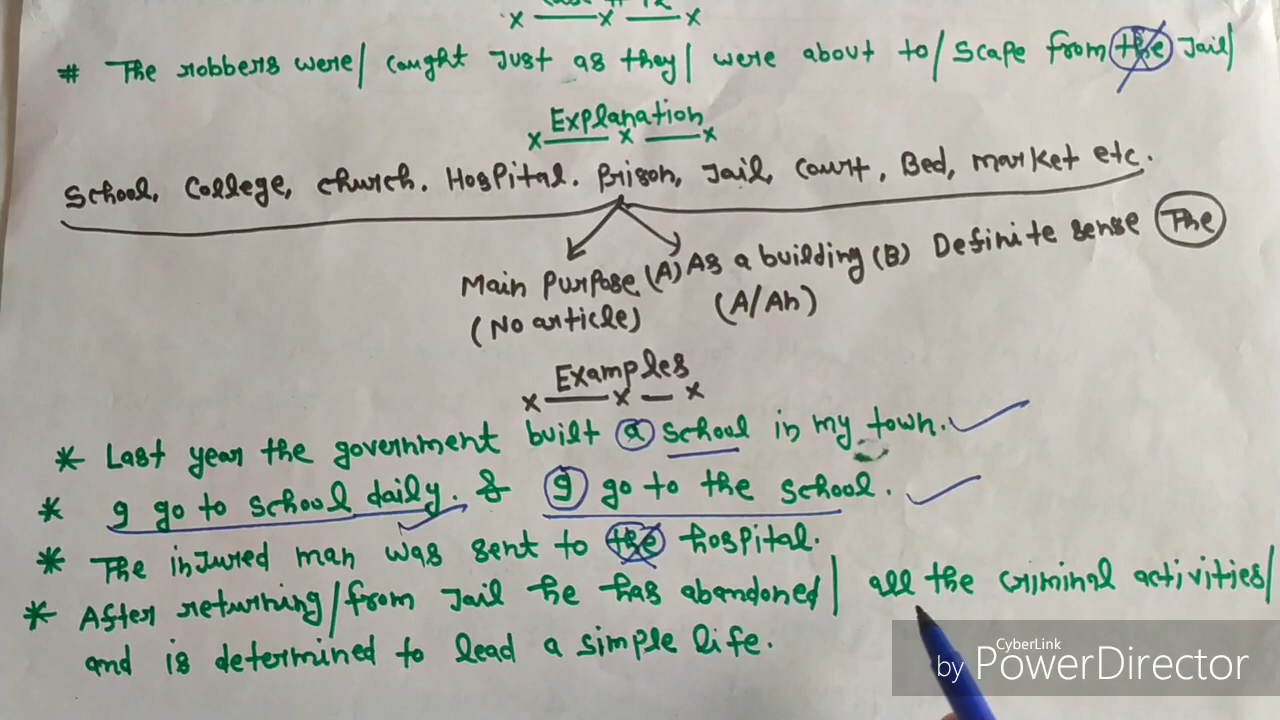 # The robbers were/ caught Just as they/ were about to/ Scape from the Jail/
Explanation
School, College, Church. Hospital. Prison, Jail, Court, Bed, market etc.
Main Purpose (A) As a building (B) Definite sense The
(No article) (A/An)
Examples
* Last year the government built a school in my town.
* I go to school daily. & I go to the school.
* The injured man was sent to the hospital.
* After returning/ from Jail he has abandoned/ all the criminal activities/
and is determined to lead a simple life.
CyberLink
by PowerDirector